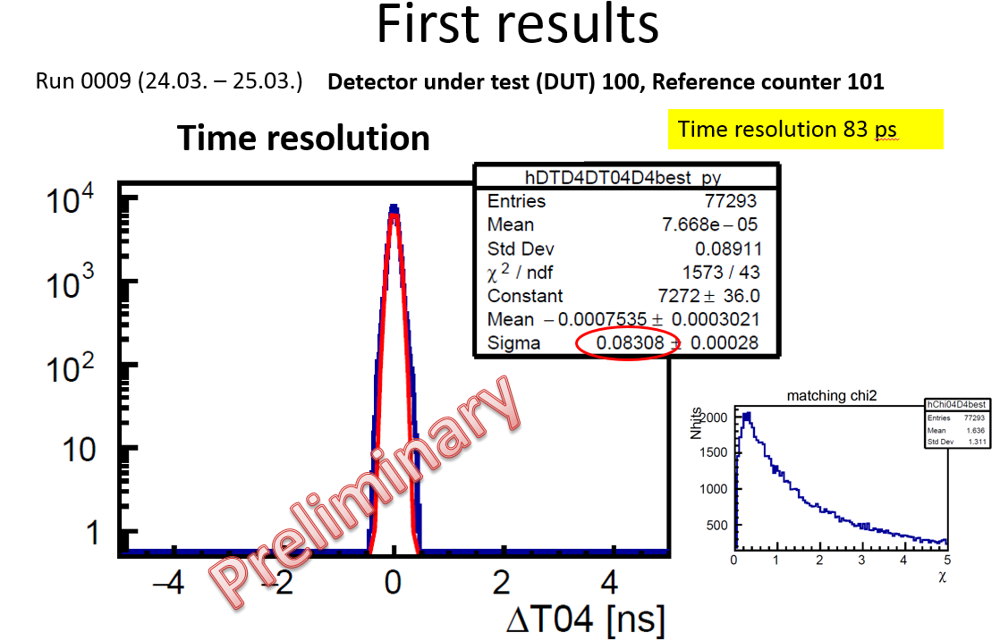 First results
Run 0009 (24.03. – 25.03.) Detector under test (DUT) 100, Reference counter 101
Time resolution
Time resolution 83 ps
hDTD4DT04D4best_py
Entries 77293
Mean 7.668e−05
Std Dev 0.08911
χ² / ndf 1573 / 43
Constant 7272 ± 36.0
Mean −0.0007535 ± 0.0003021
Sigma 0.08308 ± 0.00028
10⁴
10³
10²
10
1
−4 −2 0 2 4
ΔT04 [ns]
Preliminary
matching chi2
hChi04D4best
Entries 77293
Mean 1.636
Std Dev 1.311
Nhits
2000
1500
1000
500
0 1 2 3 4 5
χ